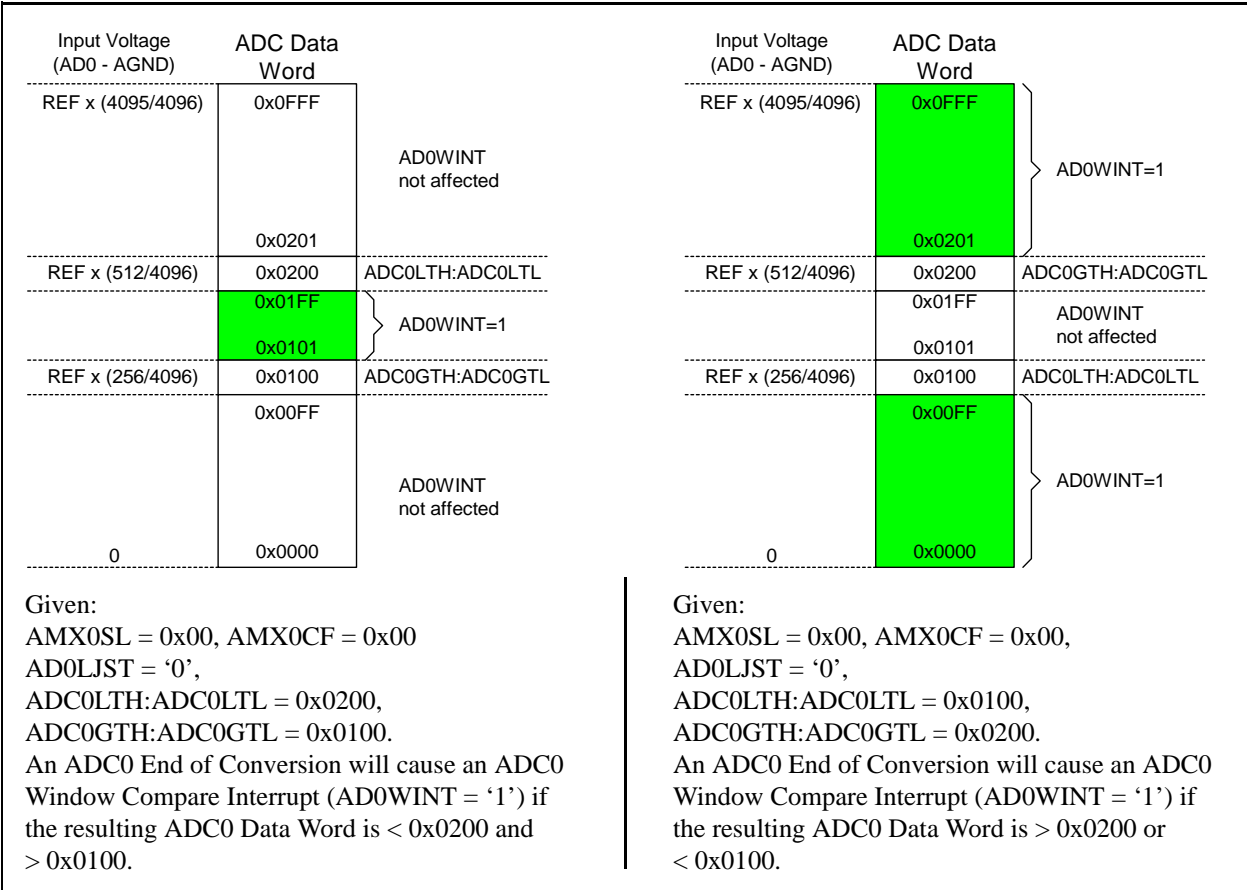 Input Voltage
(AD0 - AGND)
ADC Data
Word
REF x (4095/4096)
0x0FFF
AD0WINT
not affected
0x0201
REF x (512/4096)
0x0200
ADC0LTH:ADC0LTL
0x01FF
AD0WINT=1
0x0101
REF x (256/4096)
0x0100
ADC0GTH:ADC0GTL
0x00FF
AD0WINT
not affected
0
0x0000
Given:
AMX0SL = 0x00, AMX0CF = 0x00
AD0LJST = ‘0’,
ADC0LTH:ADC0LTL = 0x0200,
ADC0GTH:ADC0GTL = 0x0100.
An ADC0 End of Conversion will cause an ADC0
Window Compare Interrupt (AD0WINT = ‘1’) if
the resulting ADC0 Data Word is < 0x0200 and
> 0x0100.
Input Voltage
(AD0 - AGND)
ADC Data
Word
REF x (4095/4096)
0x0FFF
AD0WINT=1
0x0201
REF x (512/4096)
0x0200
ADC0GTH:ADC0GTL
0x01FF
AD0WINT
not affected
0x0101
REF x (256/4096)
0x0100
ADC0LTH:ADC0LTL
0x00FF
AD0WINT=1
0
0x0000
Given:
AMX0SL = 0x00, AMX0CF = 0x00,
AD0LJST = ‘0’,
ADC0LTH:ADC0LTL = 0x0100,
ADC0GTH:ADC0GTL = 0x0200.
An ADC0 End of Conversion will cause an ADC0
Window Compare Interrupt (AD0WINT = ‘1’) if
the resulting ADC0 Data Word is > 0x0200 or
< 0x0100.